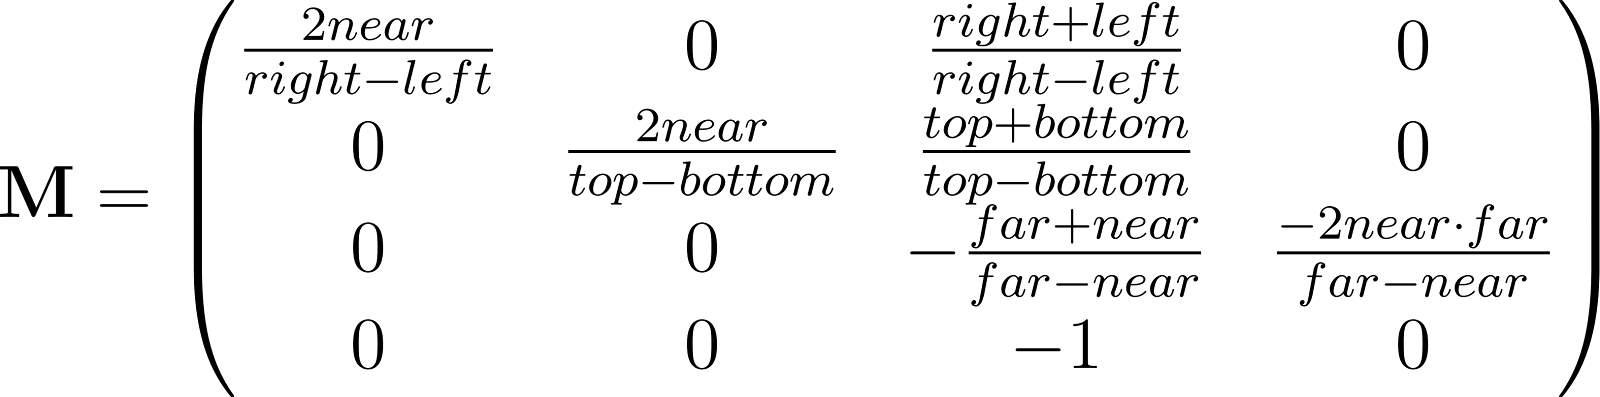 M = ( 2near/right−left 0 right+left/right−left 0
0 2near/top−bottom top+bottom/top−bottom 0
0 0 −far+near/far−near −2near·far/far−near
0 0 −1 0 )